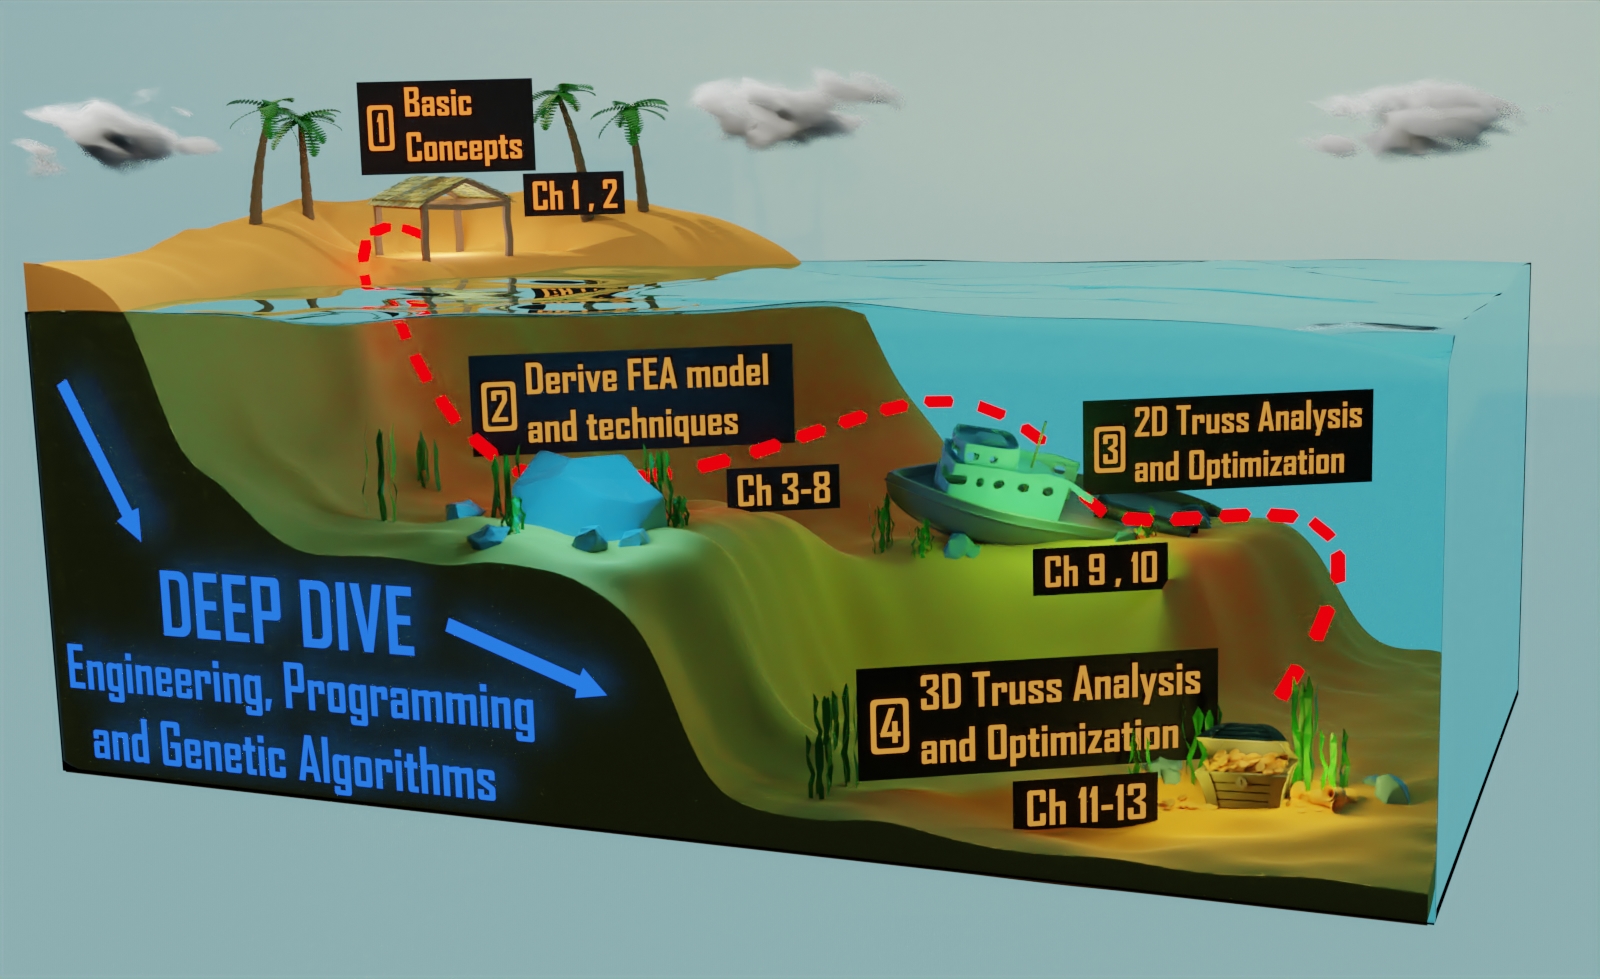 1
Basic
Concepts
Ch 1 , 2
2
Derive FEA model
and techniques
Ch 3-8
3
2D Truss Analysis
and Optimization
Ch 9 , 10
4
3D Truss Analysis
and Optimization
Ch 11-13
DEEP DIVE
Engineering, Programming
and Genetic Algorithms